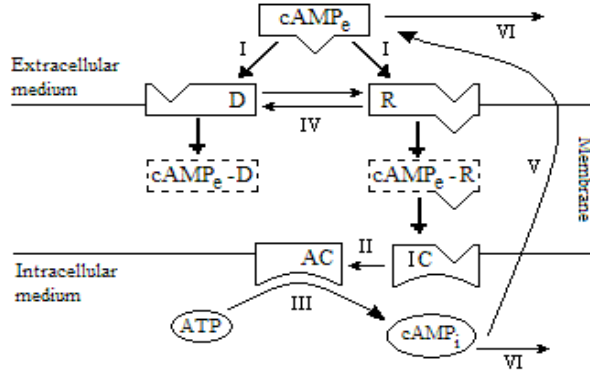 cAMPe
VI
I
I
Extracellular
medium
D
R
IV
cAMPe-D
cAMPe-R
V
Membrane
Intracellular
medium
AC
II
IC
III
ATP
cAMPi
VI